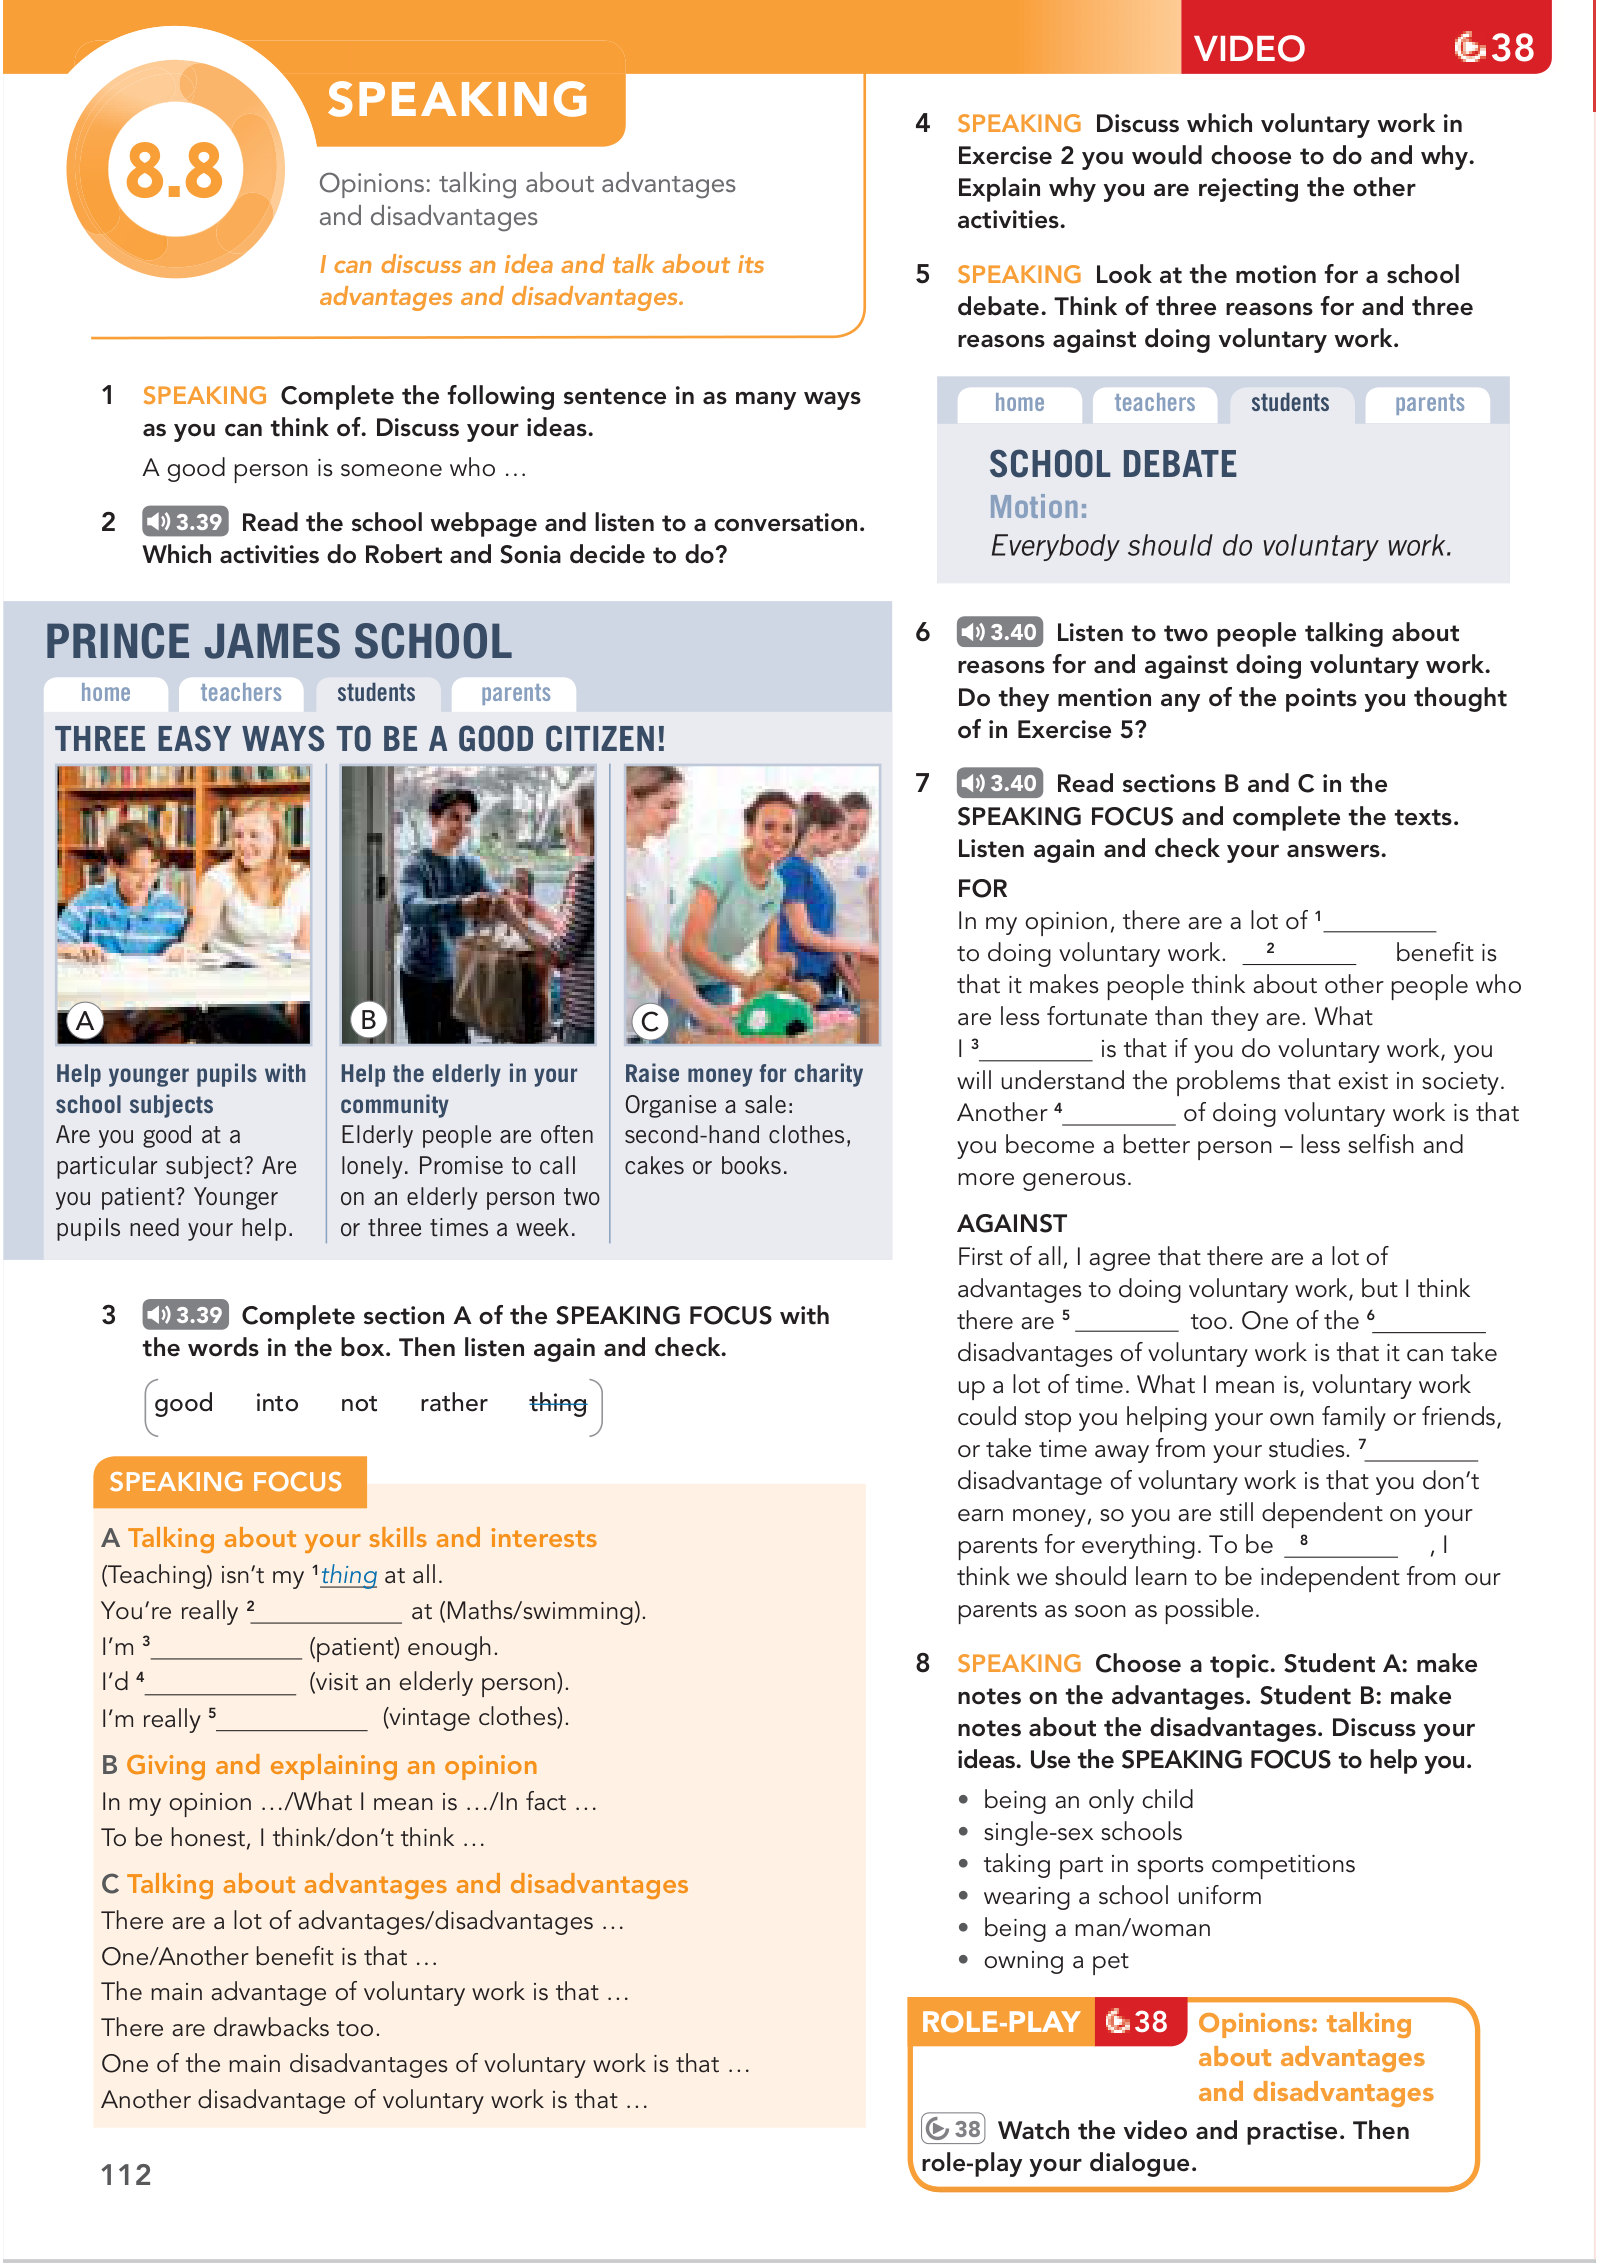 VIDEO 38
8.8
SPEAKING
Opinions: talking about advantages
and disadvantages
I can discuss an idea and talk about its
advantages and disadvantages.
1 SPEAKING Complete the following sentence in as many ways
as you can think of. Discuss your ideas.
A good person is someone who …
2 3.39 Read the school webpage and listen to a conversation.
Which activities do Robert and Sonia decide to do?
PRINCE JAMES SCHOOL
home teachers students parents
THREE EASY WAYS TO BE A GOOD CITIZEN!
A
Help younger pupils with
school subjects
Are you good at a
particular subject? Are
you patient? Younger
pupils need your help.
B
Help the elderly in your
community
Elderly people are often
lonely. Promise to call
on an elderly person two
or three times a week.
C
Raise money for charity
Organise a sale:
second-hand clothes,
cakes or books.
3 3.39 Complete section A of the SPEAKING FOCUS with
the words in the box. Then listen again and check.
good into not rather thing
SPEAKING FOCUS
A Talking about your skills and interests
(Teaching) isn't my 1 thing at all.
You're really 2____________ at (Maths/swimming).
I'm 3____________ (patient) enough.
I'd 4____________ (visit an elderly person).
I'm really 5____________ (vintage clothes).
B Giving and explaining an opinion
In my opinion …/What I mean is …/In fact …
To be honest, I think/don't think …
C Talking about advantages and disadvantages
There are a lot of advantages/disadvantages …
One/Another benefit is that …
The main advantage of voluntary work is that …
There are drawbacks too.
One of the main disadvantages of voluntary work is that …
Another disadvantage of voluntary work is that …
112
4 SPEAKING Discuss which voluntary work in
Exercise 2 you would choose to do and why.
Explain why you are rejecting the other
activities.
5 SPEAKING Look at the motion for a school
debate. Think of three reasons for and three
reasons against doing voluntary work.
home teachers students parents
SCHOOL DEBATE
Motion:
Everybody should do voluntary work.
6 3.40 Listen to two people talking about
reasons for and against doing voluntary work.
Do they mention any of the points you thought
of in Exercise 5?
7 3.40 Read sections B and C in the
SPEAKING FOCUS and complete the texts.
Listen again and check your answers.
FOR
In my opinion, there are a lot of 1_________
to doing voluntary work. 2_________ benefit is
that it makes people think about other people who
are less fortunate than they are. What
I 3_________ is that if you do voluntary work, you
will understand the problems that exist in society.
Another 4_________ of doing voluntary work is that
you become a better person – less selfish and
more generous.
AGAINST
First of all, I agree that there are a lot of
advantages to doing voluntary work, but I think
there are 5_________ too. One of the 6_________
disadvantages of voluntary work is that it can take
up a lot of time. What I mean is, voluntary work
could stop you helping your own family or friends,
or take time away from your studies. 7_________
disadvantage of voluntary work is that you don't
earn money, so you are still dependent on your
parents for everything. To be 8_________, I
think we should learn to be independent from our
parents as soon as possible.
8 SPEAKING Choose a topic. Student A: make
notes on the advantages. Student B: make
notes about the disadvantages. Discuss your
ideas. Use the SPEAKING FOCUS to help you.
• being an only child
• single-sex schools
• taking part in sports competitions
• wearing a school uniform
• being a man/woman
• owning a pet
ROLE-PLAY 38 Opinions: talking
about advantages
and disadvantages
38 Watch the video and practise. Then
role-play your dialogue.